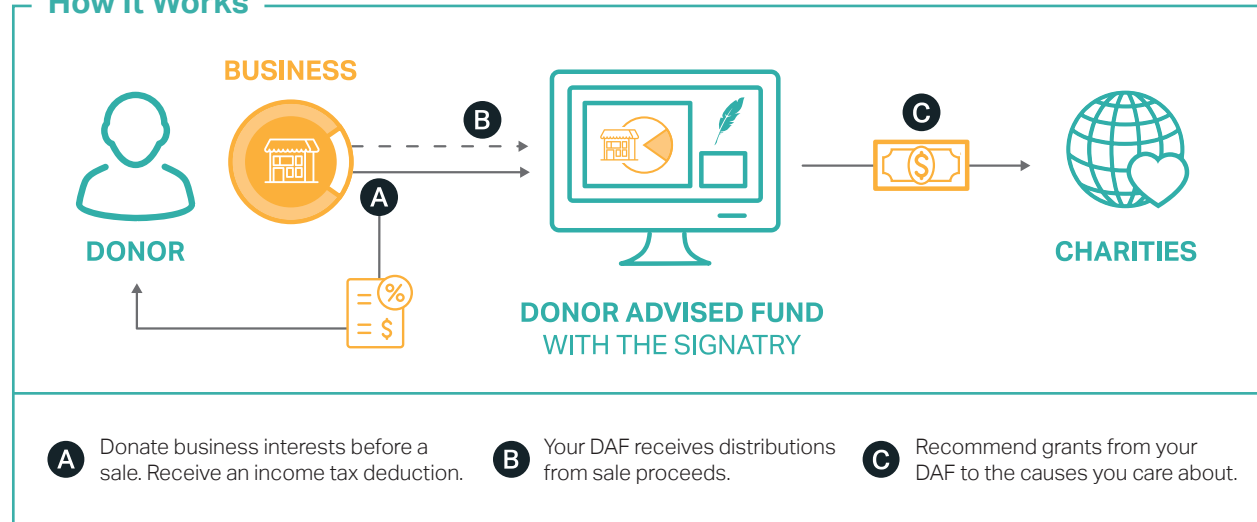 How It Works
BUSINESS
B
C
A
$
DONOR
CHARITIES
= %
= $
DONOR ADVISED FUND
WITH THE SIGNATRY
A
Donate business interests before a
sale. Receive an income tax deduction.
B
Your DAF receives distributions
from sale proceeds.
C
Recommend grants from your
DAF to the causes you care about.